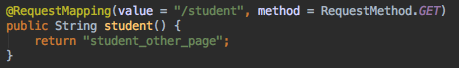 @RequestMapping(value = "/student", method = RequestMethod.GET)
public String student() {
    return "student_other_page";
}